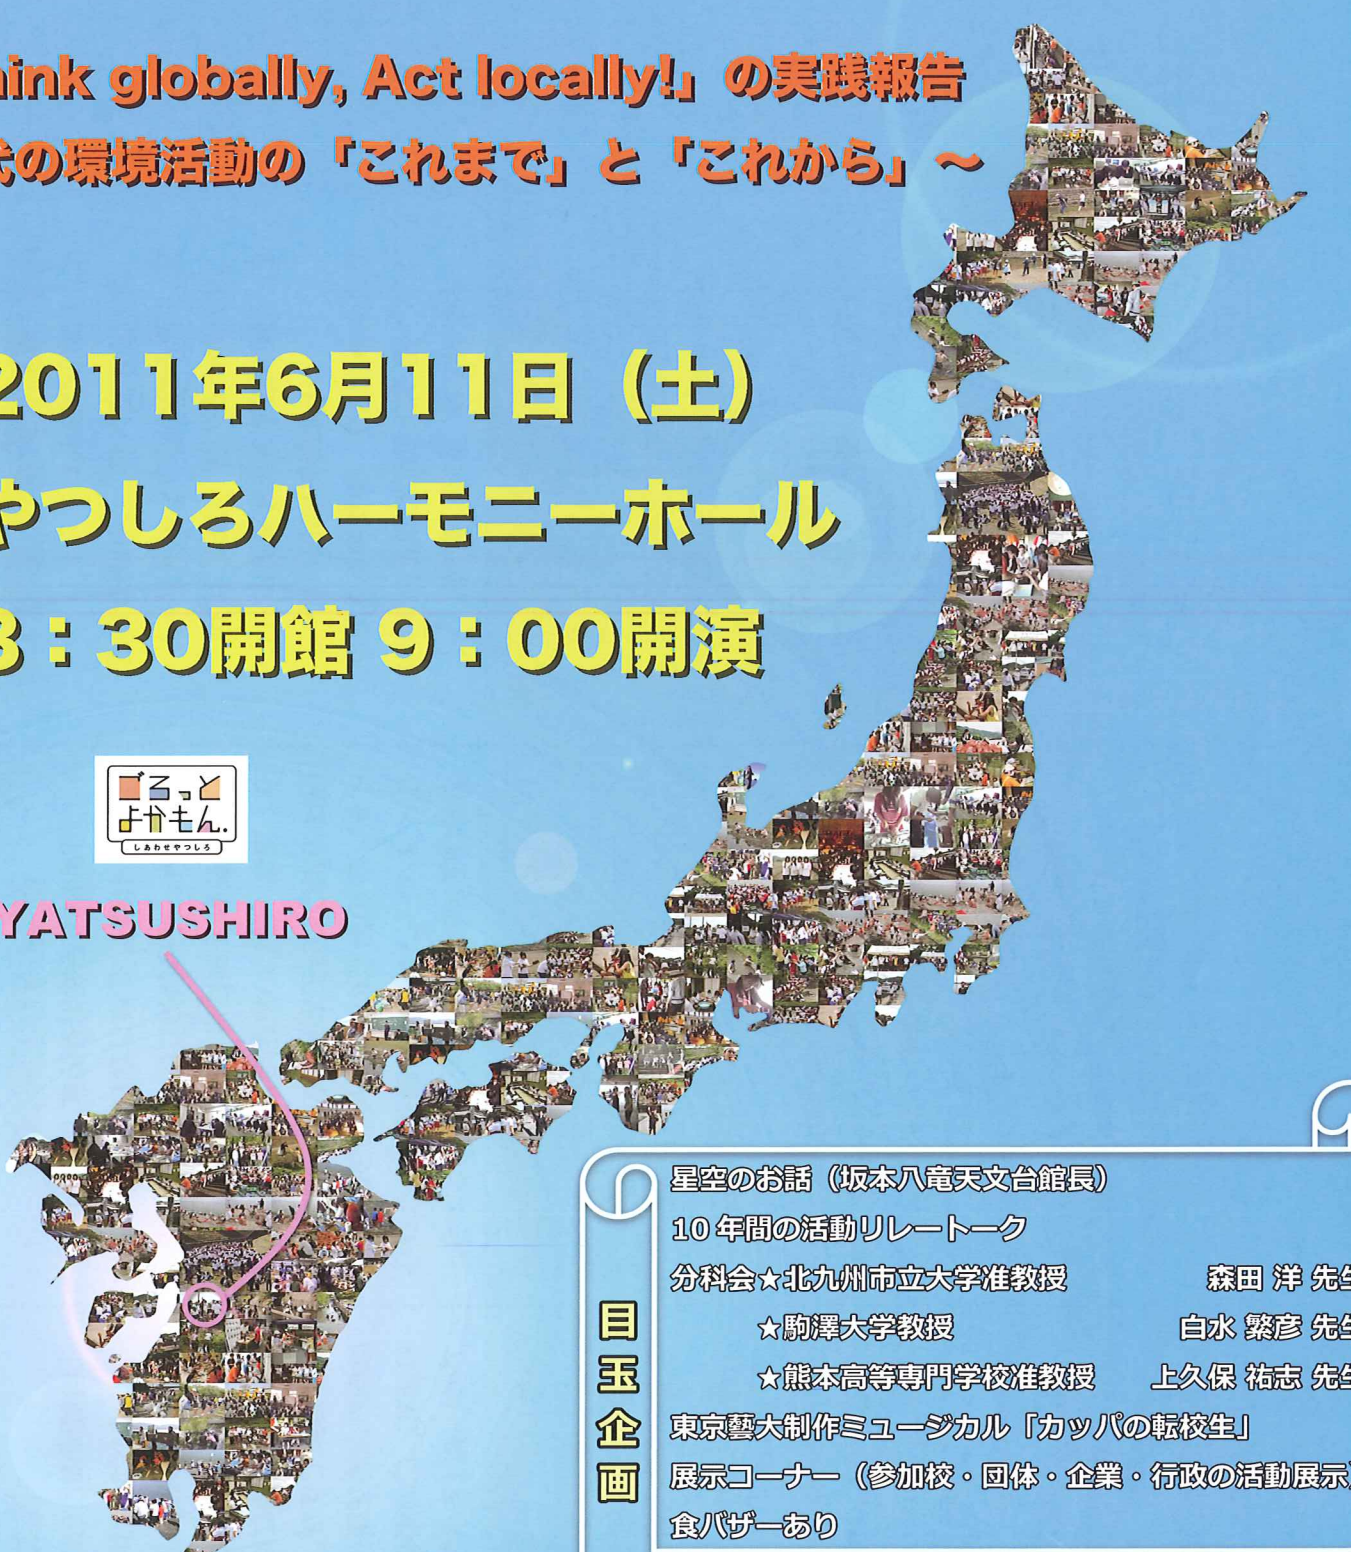 ink globally, Act locally!」の実践報告
の環境活動の「これまで」と「これから」～
2011年6月11日（土）
やつしろハーモニーホール
8：30開館 9：00開演
ごろっと
よかもん.
しあわせやつしろ
YATSUSHIRO
目玉企画
星空のお話（坂本八竜天文台館長）
10年間の活動リレートーク
分科会★北九州市立大学准教授 森田 洋 先生
★駒澤大学教授 白水 繁彦 先生
★熊本高等専門学校准教授 上久保 祐志 先生
東京藝大制作ミュージカル「カッパの転校生」
展示コーナー（参加校・団体・企業・行政の活動展示）
食バザーあり